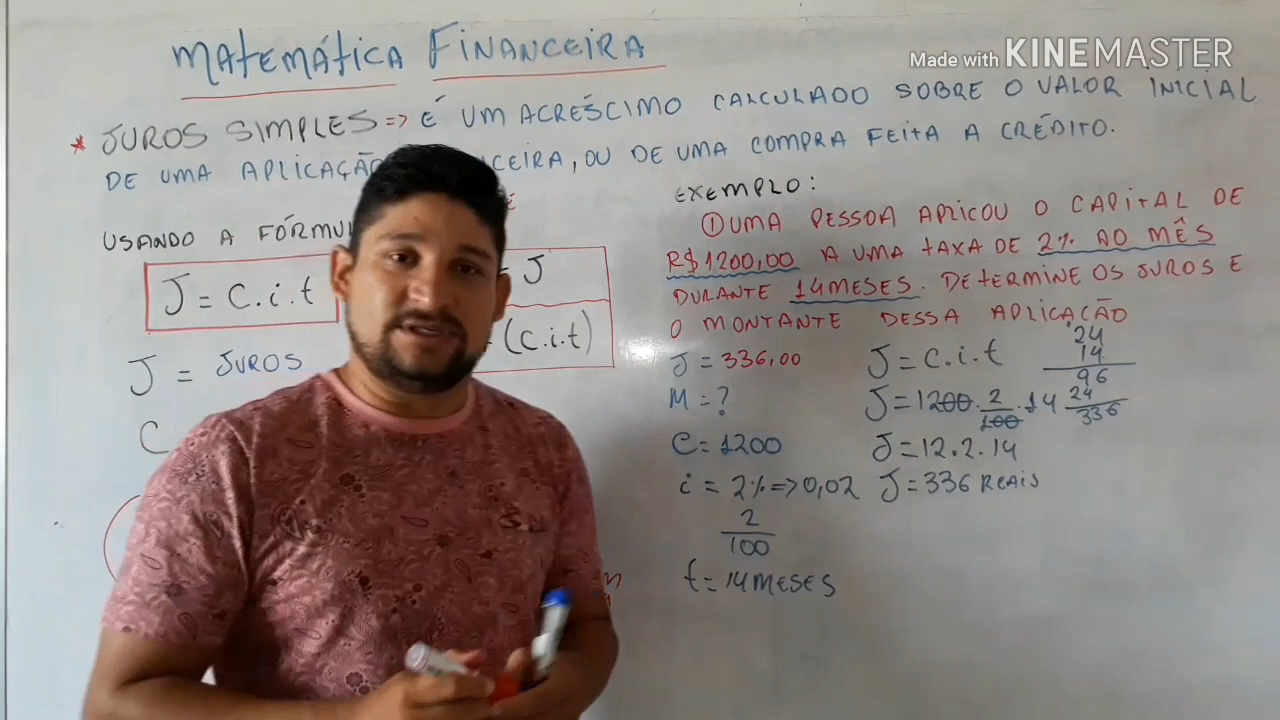 Made with KINEMASTER
MATEMÁTICA FINANCEIRA
* JUROS SIMPLES => É UM ACRÉSCIMO CALCULADO SOBRE O VALOR INICIAL
DE UMA APLICAÇÃO CEIRA, OU DE UMA COMPRA FEITA A CRÉDITO.
USANDO A FÓRMU
J = C.i.t
J
(C.i.t)
J = JUROS
C
EXEMPLO:
① UMA PESSOA APLICOU O CAPITAL DE
R$1200,00 A UMA TAXA DE 2% AO MÊS
DURANTE 14 MESES. DETERMINE OS JUROS E
O MONTANTE DESSA APLICAÇÃO
J = 336,00
M = ?
C = 1200
i = 2% => 0,02
2
100
t = 14 MESES
J = C.i.t
J = 1200 . 2/100 . 14
J = 12.2.14
J = 336 REAIS
24
14
96
24
336